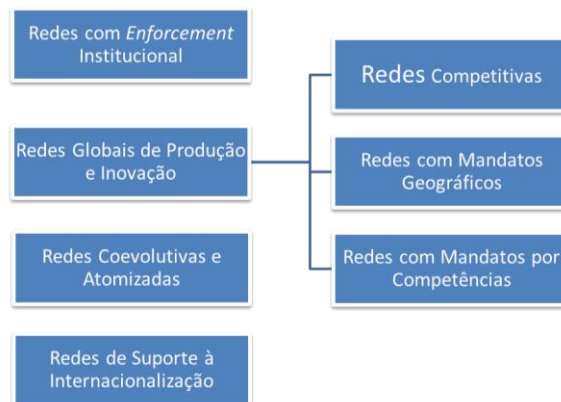 Redes com Enforcement
Institucional
Redes Globais de Produção
e Inovação
Redes Coevolutivas e
Atomizadas
Redes de Suporte à
Internacionalização
Redes Competitivas
Redes com Mandatos
Geográficos
Redes com Mandatos por
Competências